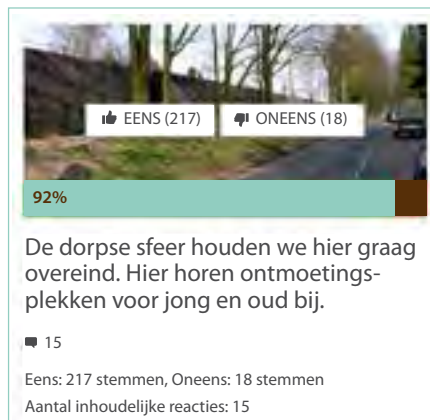 EENS (217) ONEENS (18)
92%
De dorpse sfeer houden we hier graag
overeind. Hier horen ontmoetings-
plekken voor jong en oud bij.
15
Eens: 217 stemmen, Oneens: 18 stemmen
Aantal inhoudelijke reacties: 15